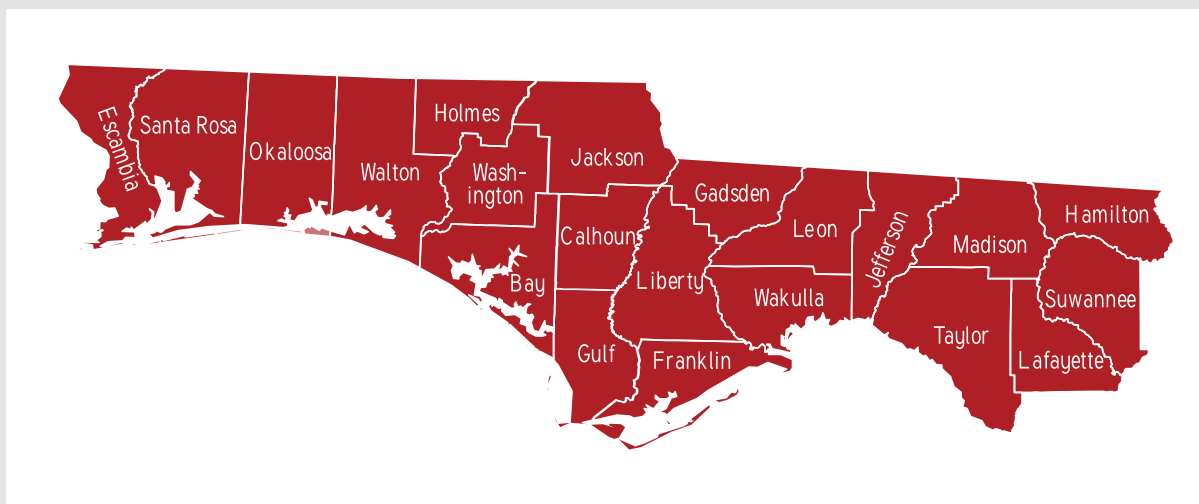 Escambia
Santa Rosa
Okaloosa
Walton
Holmes
Wash-
ington
Jackson
Bay
Calhoun
Gulf
Gadsden
Liberty
Franklin
Leon
Wakulla
Jefferson
Madison
Taylor
Hamilton
Suwannee
Lafayette